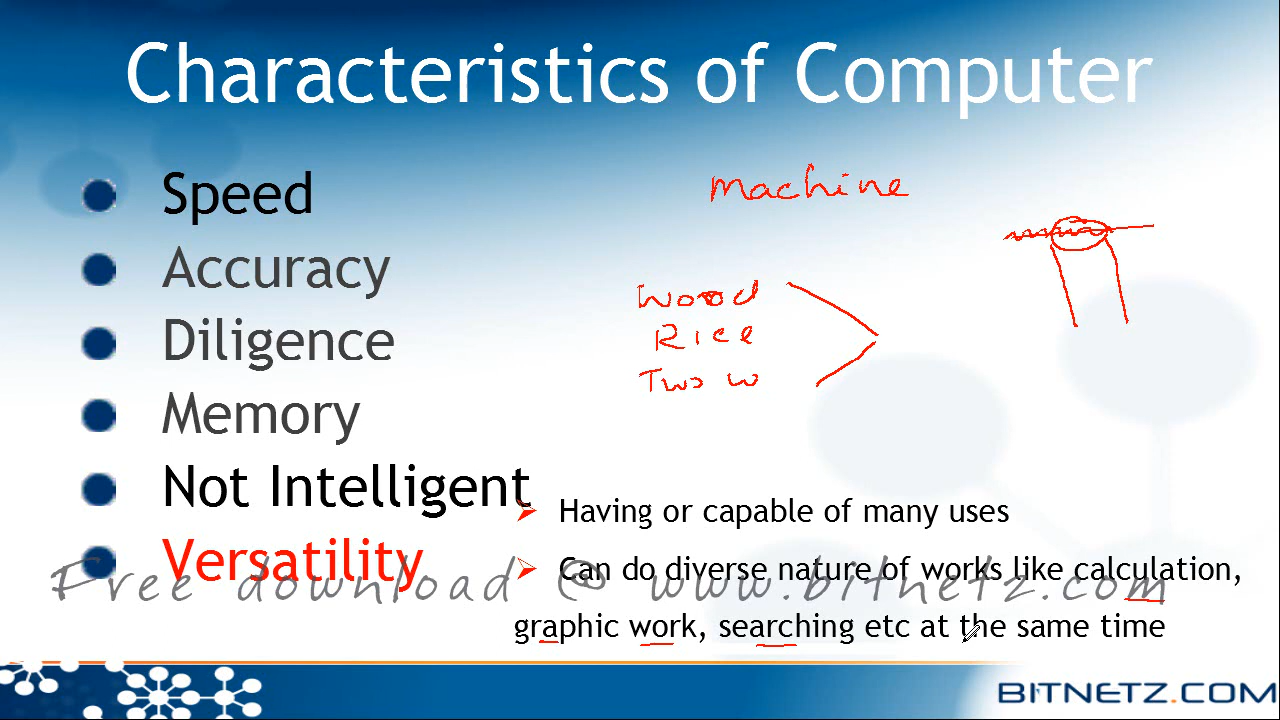 Characteristics of Computer
Speed
Accuracy
Diligence
Memory
Not Intelligent
Versatility
machine
Wood
Rice
Two w
Having or capable of many uses
Can do diverse nature of works like calculation,
graphic work, searching etc at the same time
Free download @ www.bitnetz.com
BITNETZ.COM